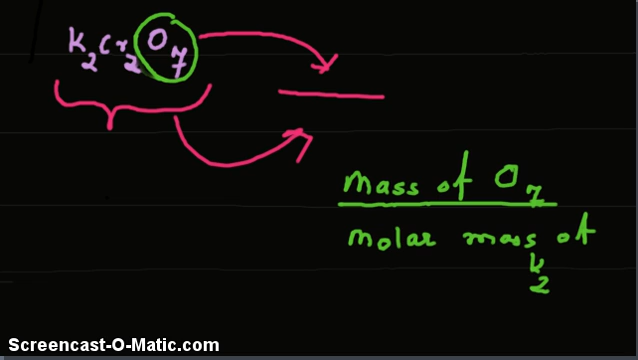 K₂Cr₂O₇
Mass of O₇
molar mass of
K₂
Screencast-O-Matic.com